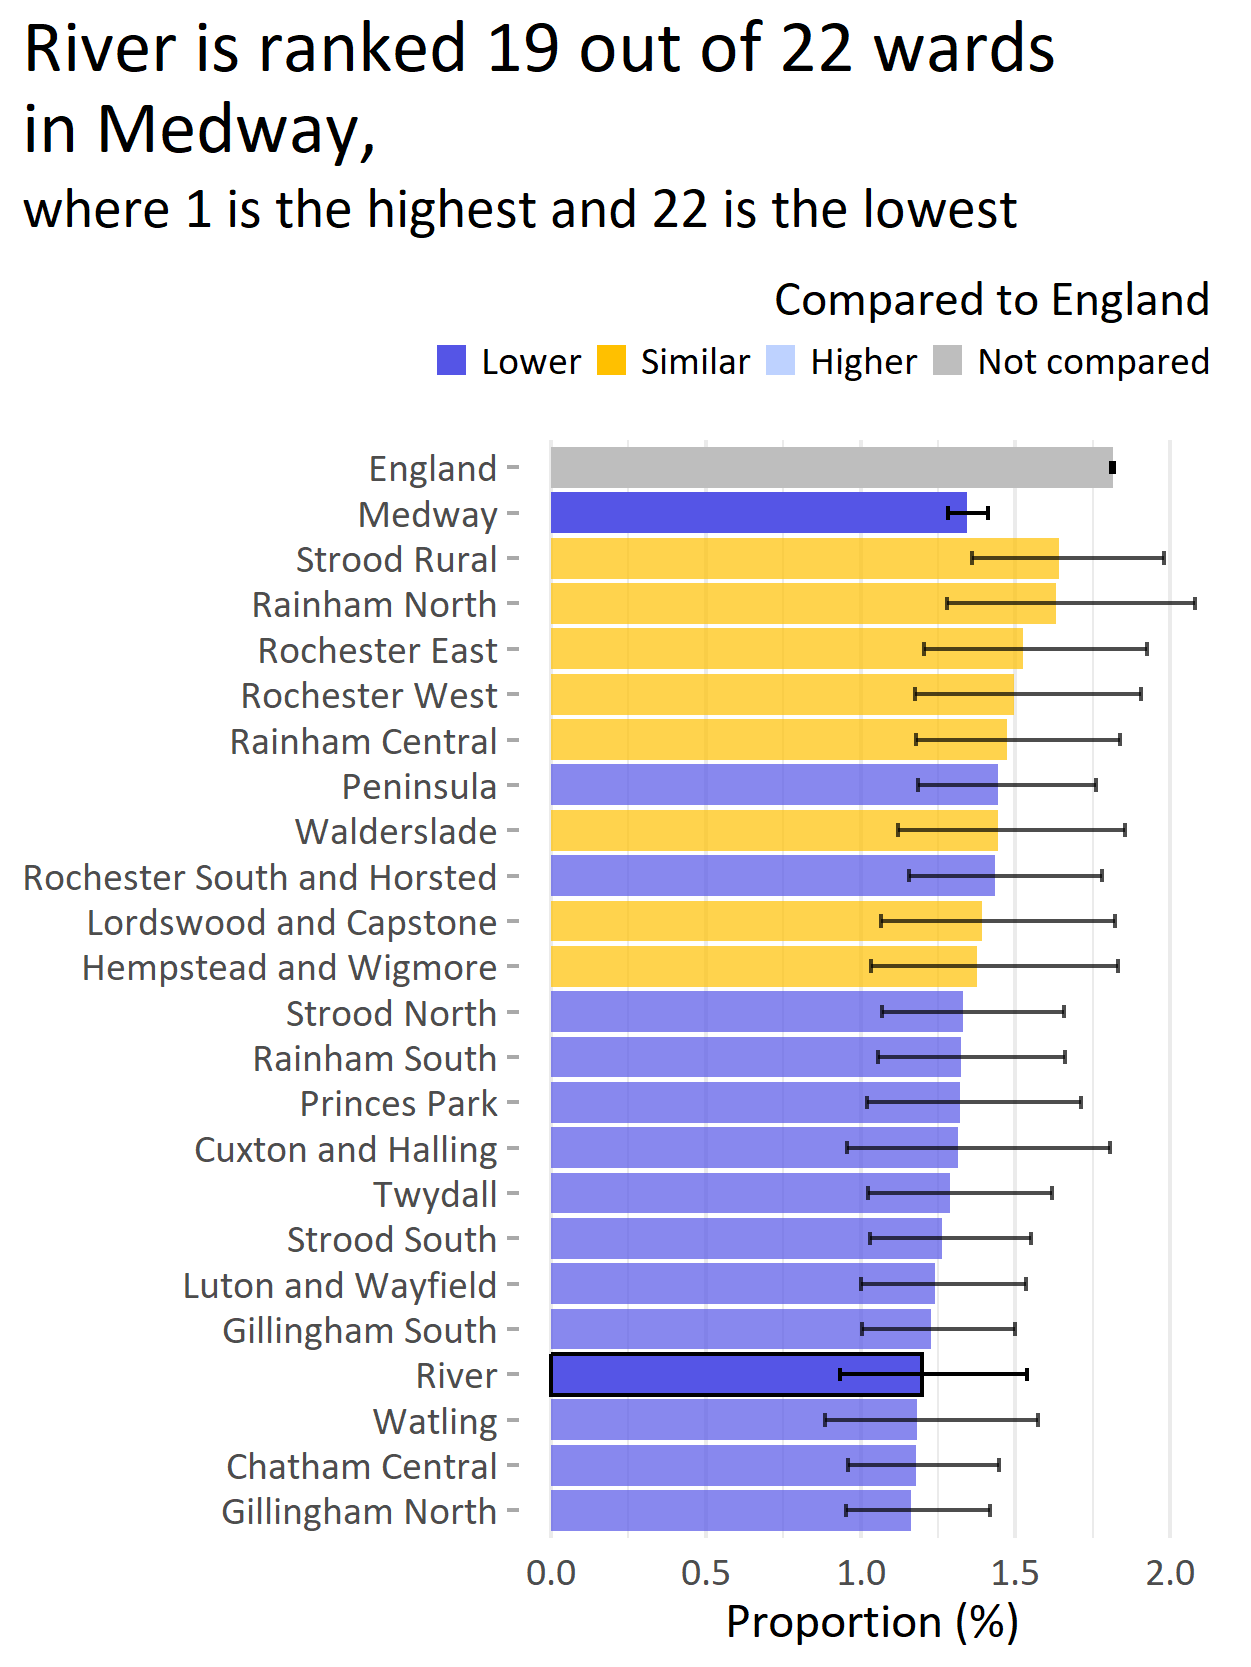 River is ranked 19 out of 22 wards
in Medway,
where 1 is the highest and 22 is the lowest
Compared to England
Lower Similar Higher Not compared
England
Medway
Strood Rural
Rainham North
Rochester East
Rochester West
Rainham Central
Peninsula
Walderslade
Rochester South and Horsted
Lordswood and Capstone
Hempstead and Wigmore
Strood North
Rainham South
Princes Park
Cuxton and Halling
Twydall
Strood South
Luton and Wayfield
Gillingham South
River
Watling
Chatham Central
Gillingham North
0.0 0.5 1.0 1.5 2.0
Proportion (%)